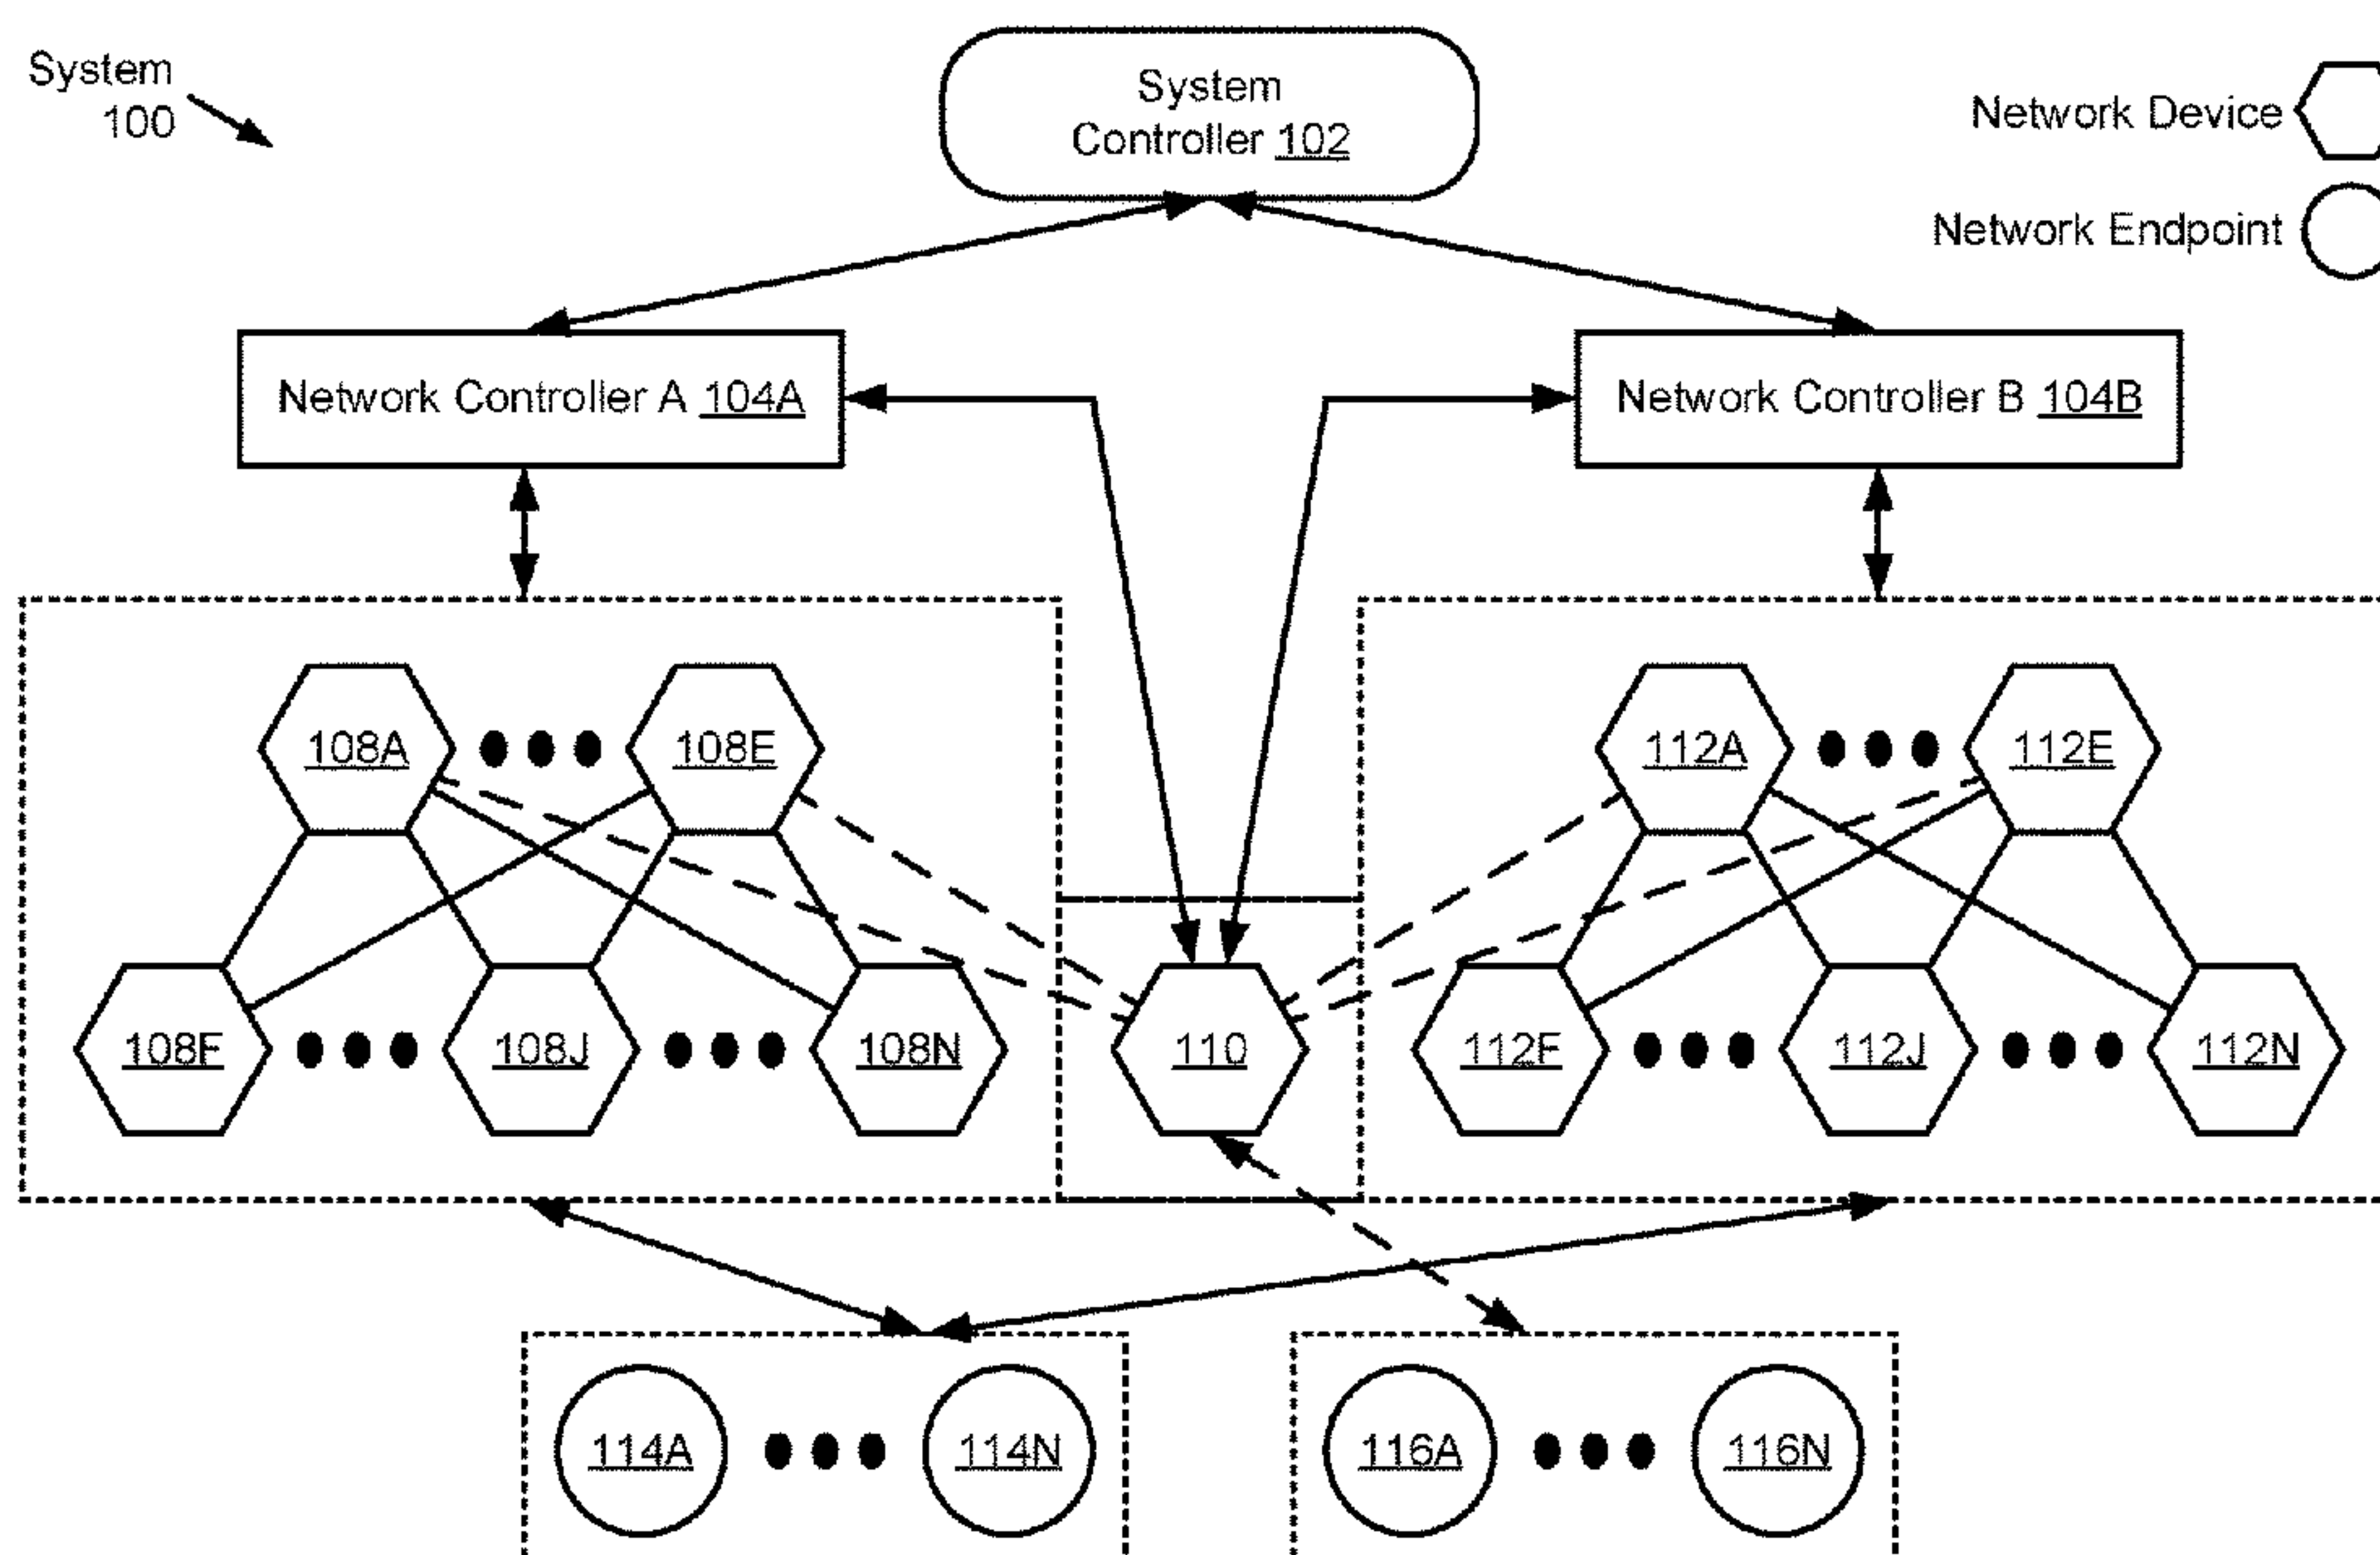 System
100
System
Controller 102
Network Device
Network Endpoint
Network Controller A 104A
Network Controller B 104B
108A
108E
112A
112E
108F
108J
108N
110
112F
112J
112N
114A
114N
116A
116N